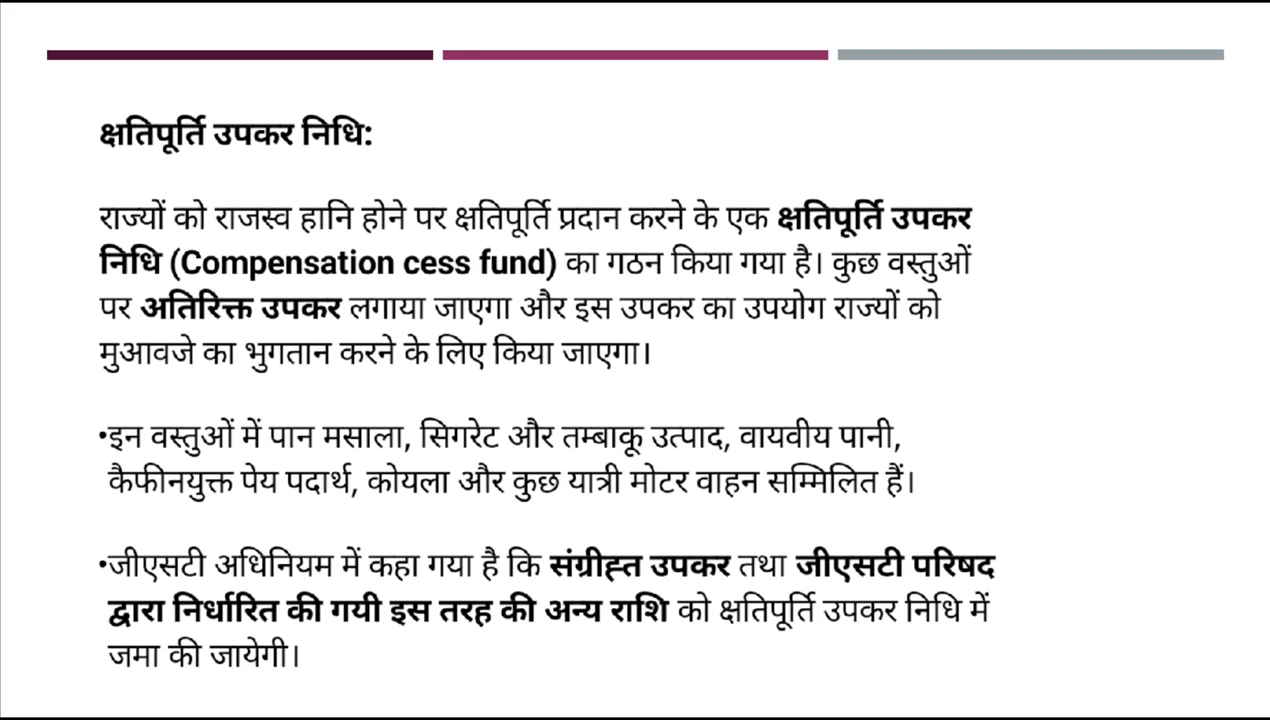 क्षतिपूर्ति उपकर निधि:
राज्यों को राजस्व हानि होने पर क्षतिपूर्ति प्रदान करने के एक क्षतिपूर्ति उपकर
निधि (Compensation cess fund) का गठन किया गया है। कुछ वस्तुओं
पर अतिरिक्त उपकर लगाया जाएगा और इस उपकर का उपयोग राज्यों को
मुआवजे का भुगतान करने के लिए किया जाएगा।
•इन वस्तुओं में पान मसाला, सिगरेट और तम्बाकू उत्पाद, वायवीय पानी,
कैफीनयुक्त पेय पदार्थ, कोयला और कुछ यात्री मोटर वाहन सम्मिलित हैं।
•जीएसटी अधिनियम में कहा गया है कि संग्रीह्त उपकर तथा जीएसटी परिषद
द्वारा निर्धारित की गयी इस तरह की अन्य राशि को क्षतिपूर्ति उपकर निधि में
जमा की जायेगी।